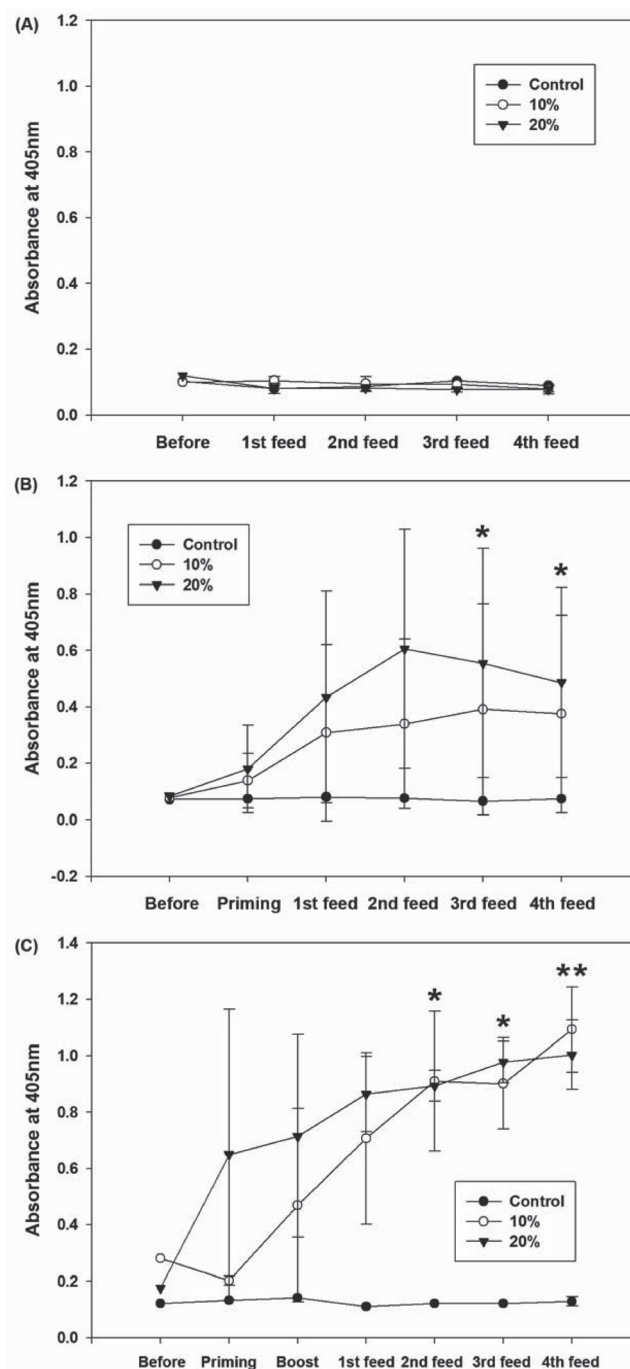 (A)
1.2
1.0
0.8
0.6
0.4
0.2
0.0
Absorbance at 405nm
Control
10%
20%
Before 1st feed 2nd feed 3rd feed 4th feed
(B)
1.2
1.0
0.8
0.6
0.4
0.2
0.0
-0.2
Absorbance at 405nm
Control
10%
20%
*
*
Before Priming 1st feed 2nd feed 3rd feed 4th feed
(C)
1.4
1.2
1.0
0.8
0.6
0.4
0.2
0.0
Absorbance at 405nm
*
*
**
Control
10%
20%
Before Priming Boost 1st feed 2nd feed 3rd feed 4th feed